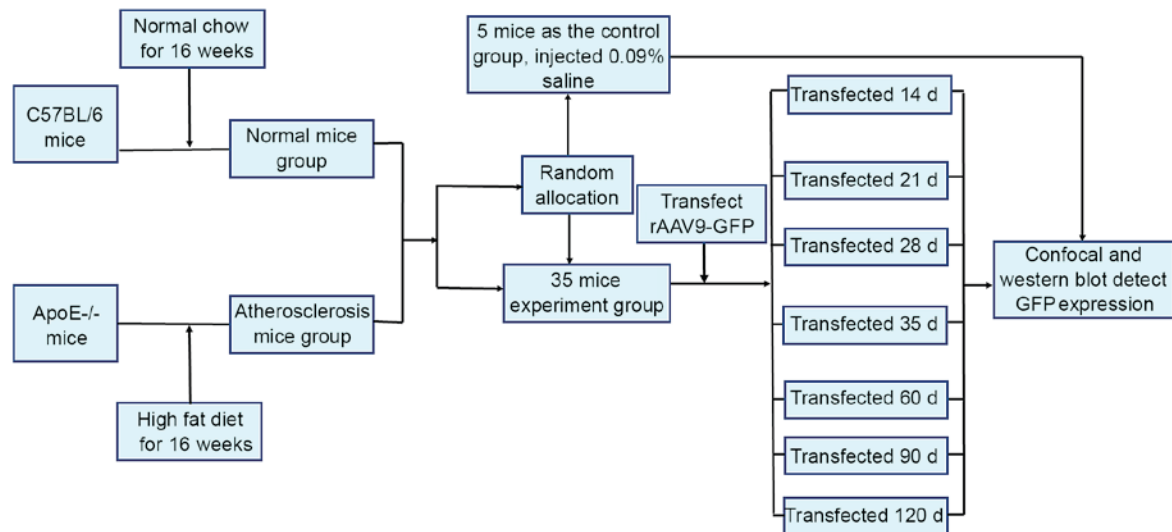 Normal chow
for 16 weeks
C57BL/6
mice
Normal mice
group
ApoE-/-
mice
Atherosclerosis
mice group
High fat diet
for 16 weeks
5 mice as the control
group, injected 0.09%
saline
Random
allocation
35 mice
experiment group
Transfect
rAAV9-GFP
Transfected 14 d
Transfected 21 d
Transfected 28 d
Transfected 35 d
Transfected 60 d
Transfected 90 d
Transfected 120 d
Confocal and
western blot detect
GFP expression